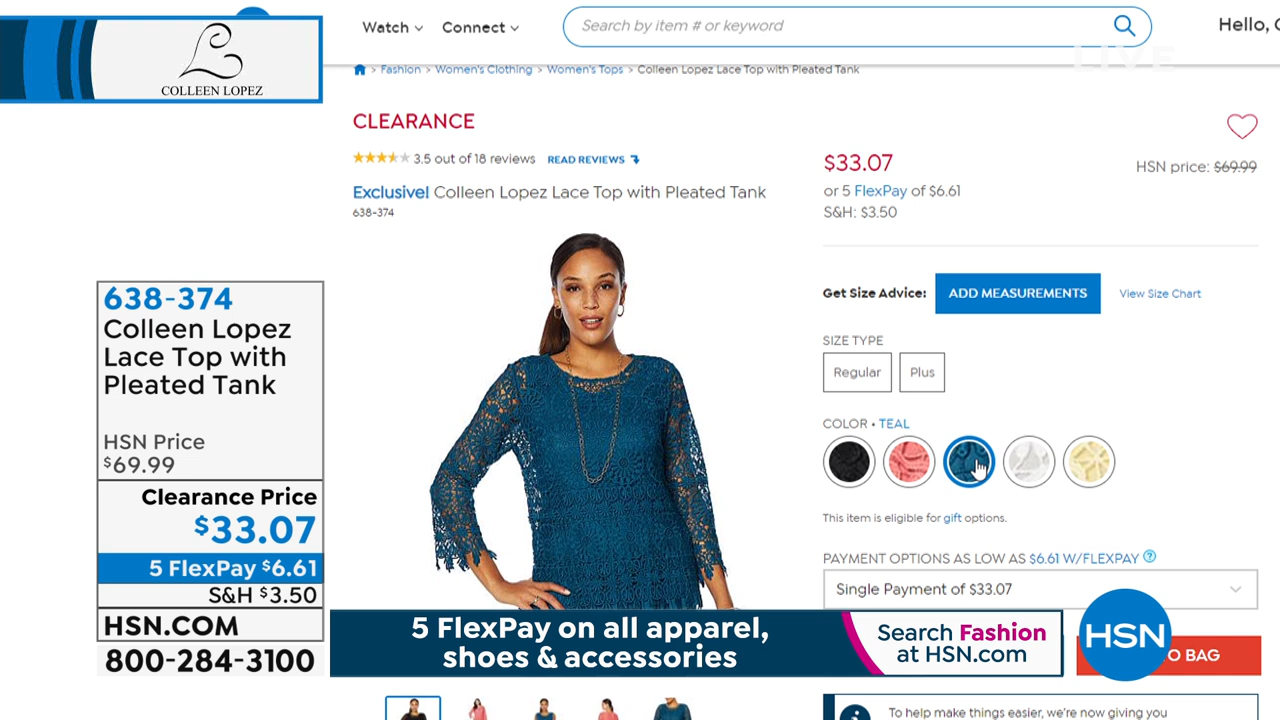 COLLEEN LOPEZ
Watch
Connect
Search by item # or keyword
Hello,
LIVE
> Fashion > Women's Clothing > Women's Tops > Colleen Lopez Lace Top with Pleated Tank
CLEARANCE
3.5 out of 18 reviews READ REVIEWS
Exclusive! Colleen Lopez Lace Top with Pleated Tank
638-374
$33.07
HSN price: $69.99
or 5 FlexPay of $6.61
S&H: $3.50
Get Size Advice: ADD MEASUREMENTS View Size Chart
SIZE TYPE
Regular Plus
COLOR • TEAL
This item is eligible for gift options.
PAYMENT OPTIONS AS LOW AS $6.61 W/FLEXPAY ?
Single Payment of $33.07
638-374
Colleen Lopez
Lace Top with
Pleated Tank
HSN Price
$69.99
Clearance Price
$33.07
5 FlexPay $6.61
S&H $3.50
HSN.COM
800-284-3100
5 FlexPay on all apparel,
shoes & accessories
Search Fashion
at HSN.com
HSN
O BAG
To help make things easier, we're now giving you